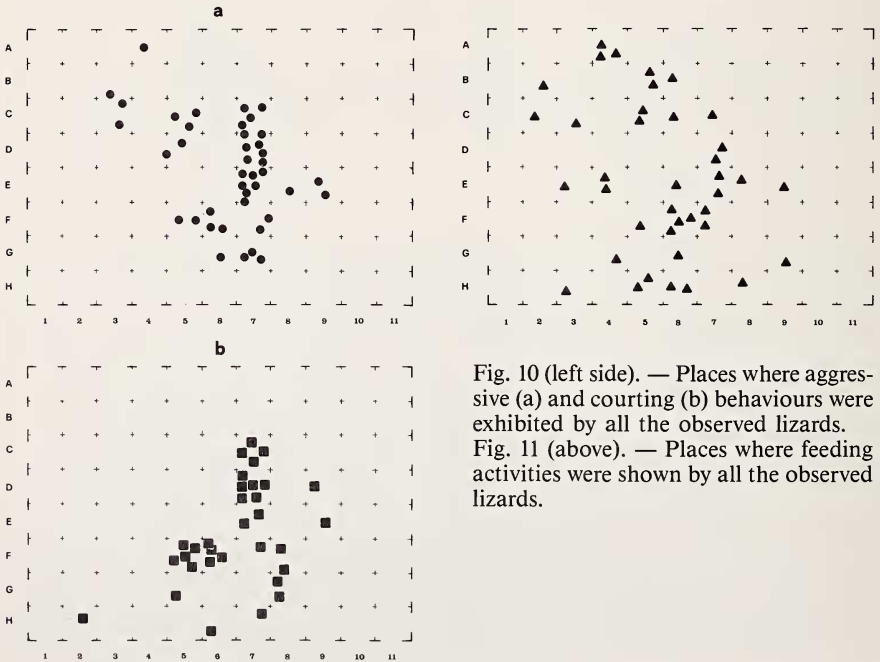 a
A
B
C
D
E
F
G
H
1 2 3 4 5 6 7 8 9 10 11
A
B
C
D
E
F
G
H
1 2 3 4 5 6 7 8 9 10 11
b
A
B
C
D
E
F
G
H
1 2 3 4 5 6 7 8 9 10 11
Fig. 10 (left side). — Places where aggres-
sive (a) and courting (b) behaviours were
exhibited by all the observed lizards.
Fig. 11 (above). — Places where feeding
activities were shown by all the observed
lizards.